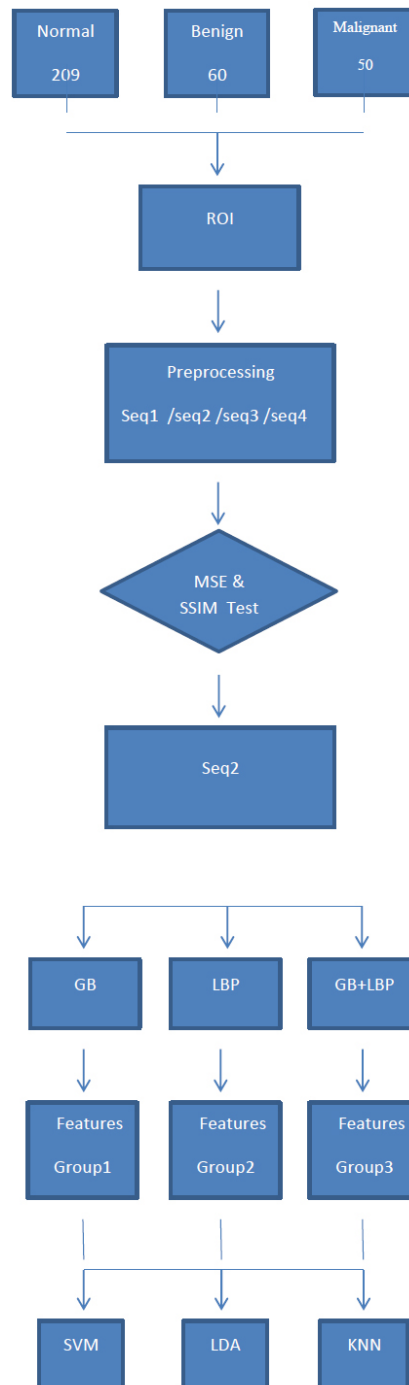 Normal
209
Benign
60
Malignant
50
ROI
Preprocessing
Seq1 /seq2 /seq3 /seq4
MSE &
SSIM Test
Seq2
GB
LBP
GB+LBP
Features
Group1
Features
Group2
Features
Group3
SVM
LDA
KNN